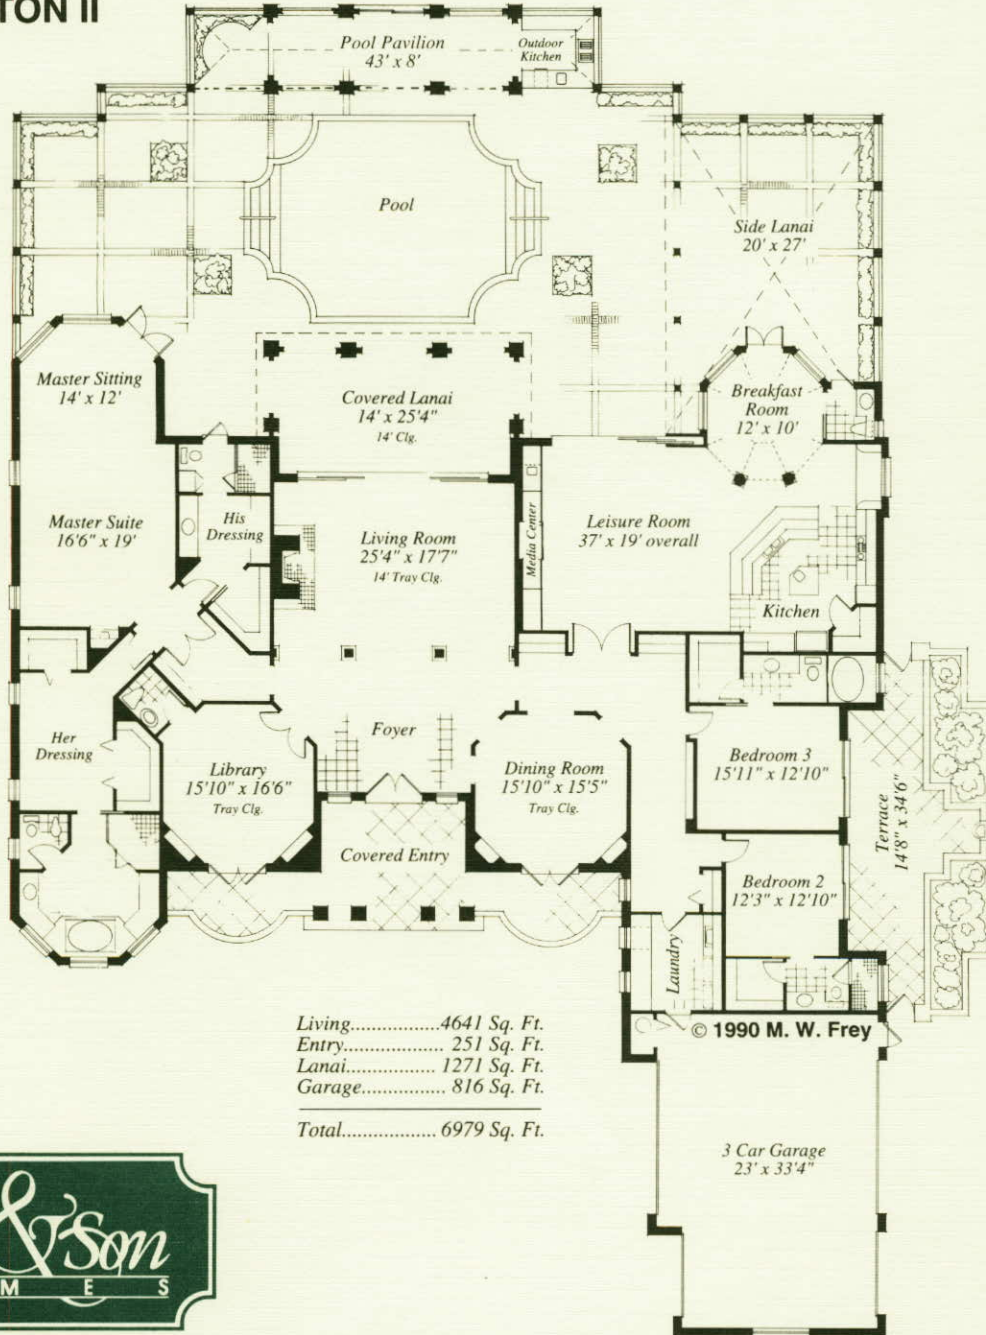 TON II
Pool Pavilion
43' x 8'
Outdoor
Kitchen
Pool
Side Lanai
20' x 27'
Master Sitting
14' x 12'
Covered Lanai
14' x 25'4"
14' Clg.
Breakfast
Room
12' x 10'
Master Suite
16'6" x 19'
His
Dressing
Living Room
25'4" x 17'7"
14' Tray Clg.
Media Center
Leisure Room
37' x 19' overall
Kitchen
Her
Dressing
Foyer
Library
15'10" x 16'6"
Tray Clg.
Dining Room
15'10" x 15'5"
Tray Clg.
Bedroom 3
15'11" x 12'10"
Terrace
14'8" x 34'6"
Covered Entry
Bedroom 2
12'3" x 12'10"
Laundry
Living.................4641 Sq. Ft.
Entry................... 251 Sq. Ft.
Lanai................. 1271 Sq. Ft.
Garage................ 816 Sq. Ft.
Total.................. 6979 Sq. Ft.
© 1990 M. W. Frey
3 Car Garage
23' x 33'4"
& Son
M E S